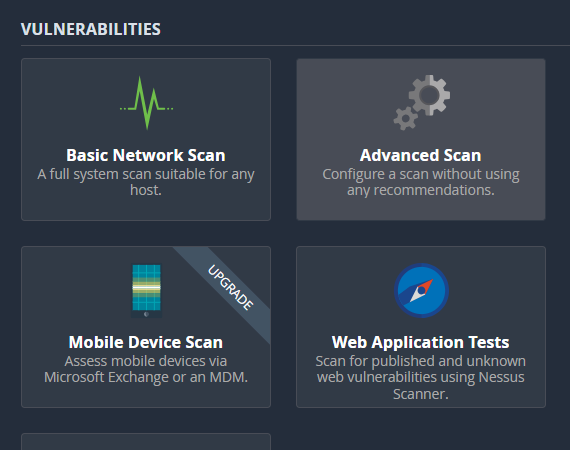 VULNERABILITIES
Basic Network Scan
A full system scan suitable for any
host.
Advanced Scan
Configure a scan without using
any recommendations.
UPGRADE
Mobile Device Scan
Assess mobile devices via
Microsoft Exchange or an MDM.
Web Application Tests
Scan for published and unknown
web vulnerabilities using Nessus
Scanner.